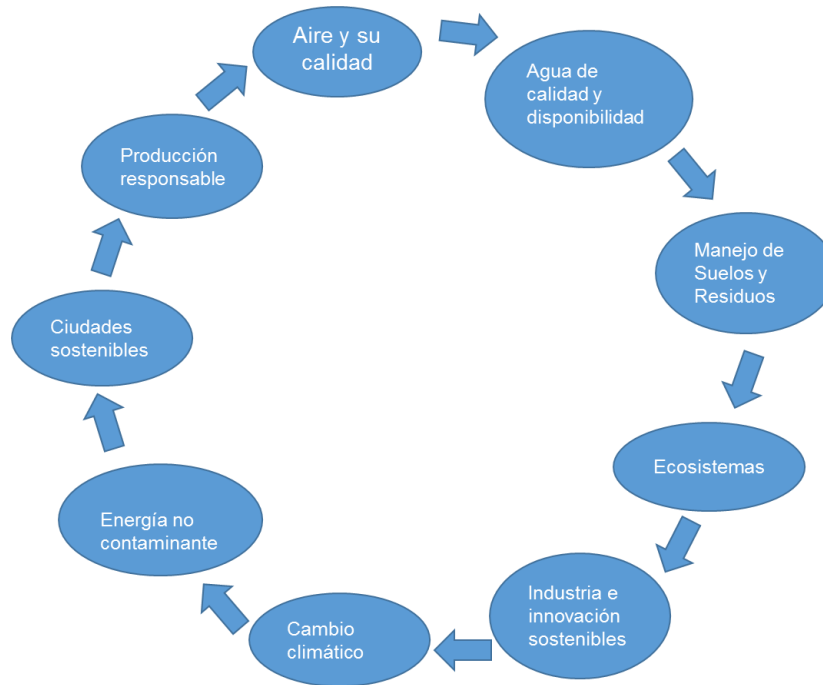 Aire y su
calidad
Agua de
calidad y
disponibilidad
Manejo de
Suelos y
Residuos
Ecosistemas
Industria e
innovación
sostenibles
Cambio
climático
Energía no
contaminante
Ciudades
sostenibles
Producción
responsable